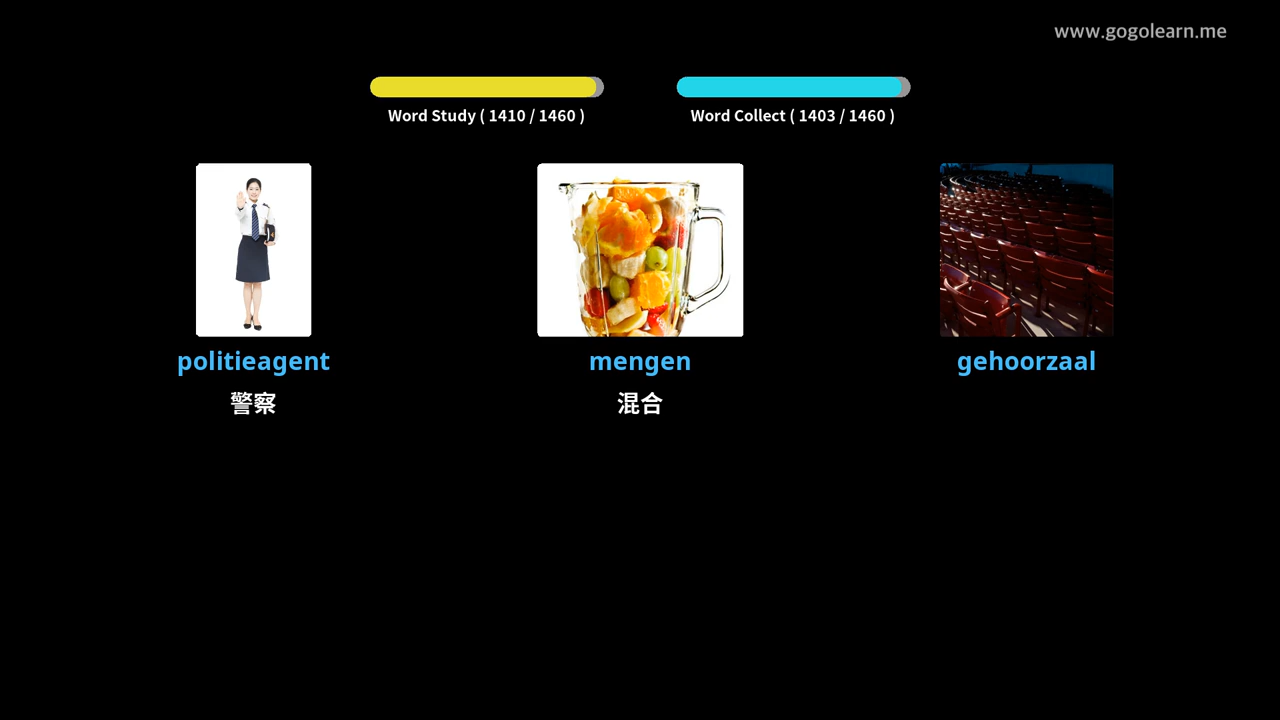 www.gogolearn.me
Word Study ( 1410 / 1460 )
Word Collect ( 1403 / 1460 )
politieagent
mengen
gehoorzaal
警察
混合